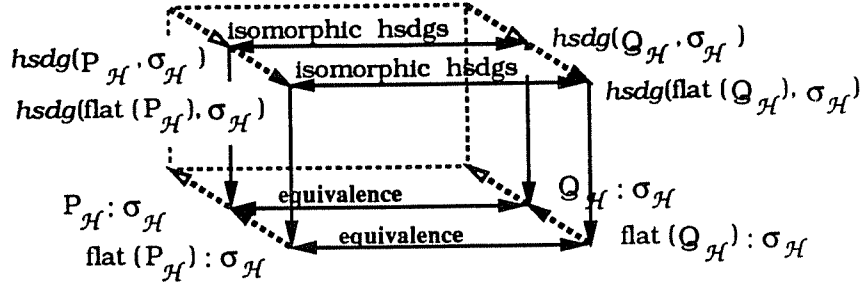 isomorphic hsdgs
hsdg(P_ℋ, σ_ℋ)
hsdg(Q_ℋ, σ_ℋ)
isomorphic hsdgs
hsdg(flat (P_ℋ), σ_ℋ)
hsdg(flat (Q_ℋ), σ_ℋ)
P_ℋ : σ_ℋ
equivalence
Q_ℋ : σ_ℋ
flat (P_ℋ) : σ_ℋ
equivalence
flat (Q_ℋ) : σ_ℋ